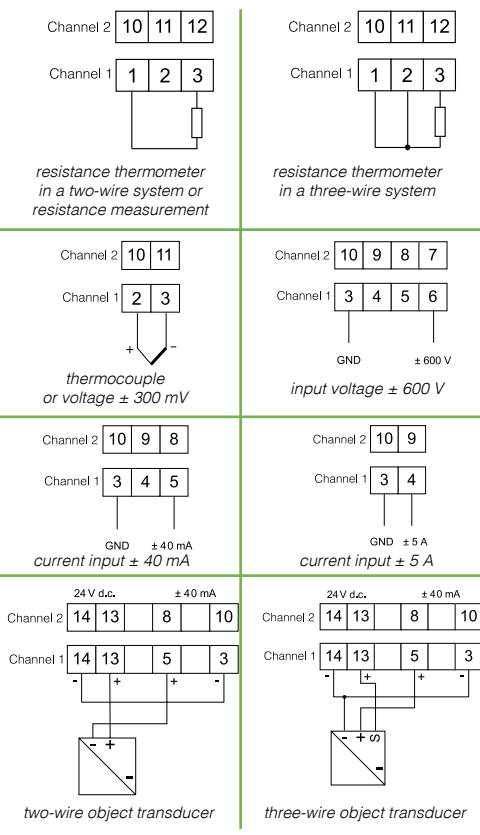 Channel 2 10 11 12
Channel 1 1 2 3
resistance thermometer
in a two-wire system or
resistance measurement
Channel 2 10 11 12
Channel 1 1 2 3
resistance thermometer
in a three-wire system
Channel 2 10 11
Channel 1 2 3
+ −
thermocouple
or voltage ± 300 mV
Channel 2 10 9 8 7
Channel 1 3 4 5 6
GND ± 600 V
input voltage ± 600 V
Channel 2 10 9 8
Channel 1 3 4 5
GND ± 40 mA
current input ± 40 mA
Channel 2 10 9
Channel 1 3 4
GND ± 5 A
current input ± 5 A
24 V d.c. ± 40 mA
Channel 2 14 13 8 10
Channel 1 14 13 5 3
- + + -
- +
-
two-wire object transducer
24 V d.c. ± 40 mA
Channel 2 14 13 8 10
Channel 1 14 13 5 3
- + + -
- + S
-
three-wire object transducer